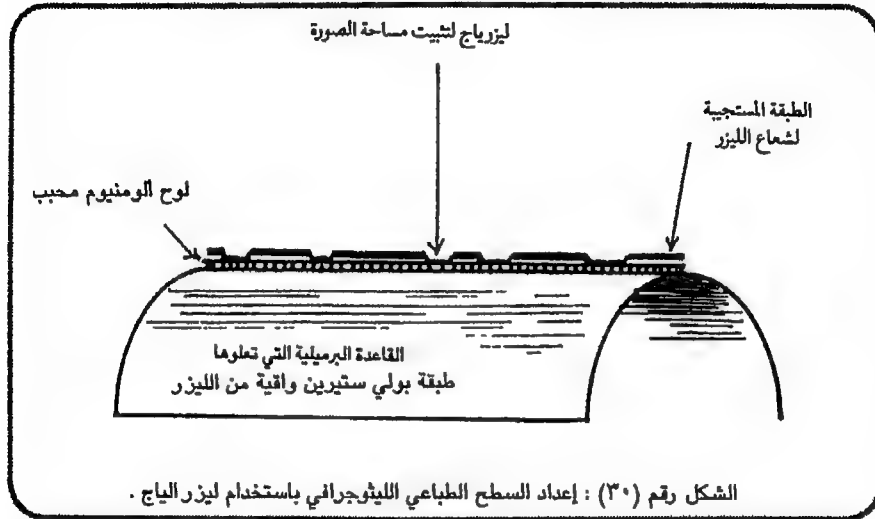 ليزرياج لتثبيت مساحة الصورة
الطبقة المستجيبة
لشعاع الليزر
لوح ألومنيوم محبب
القاعدة البرميلية التي تعلوها
طبقة بولي ستيرين واقية من الليزر
الشكل رقم (٣٠) : إعداد السطح الطباعي الليثوجرافي باستخدام ليزر الياج .